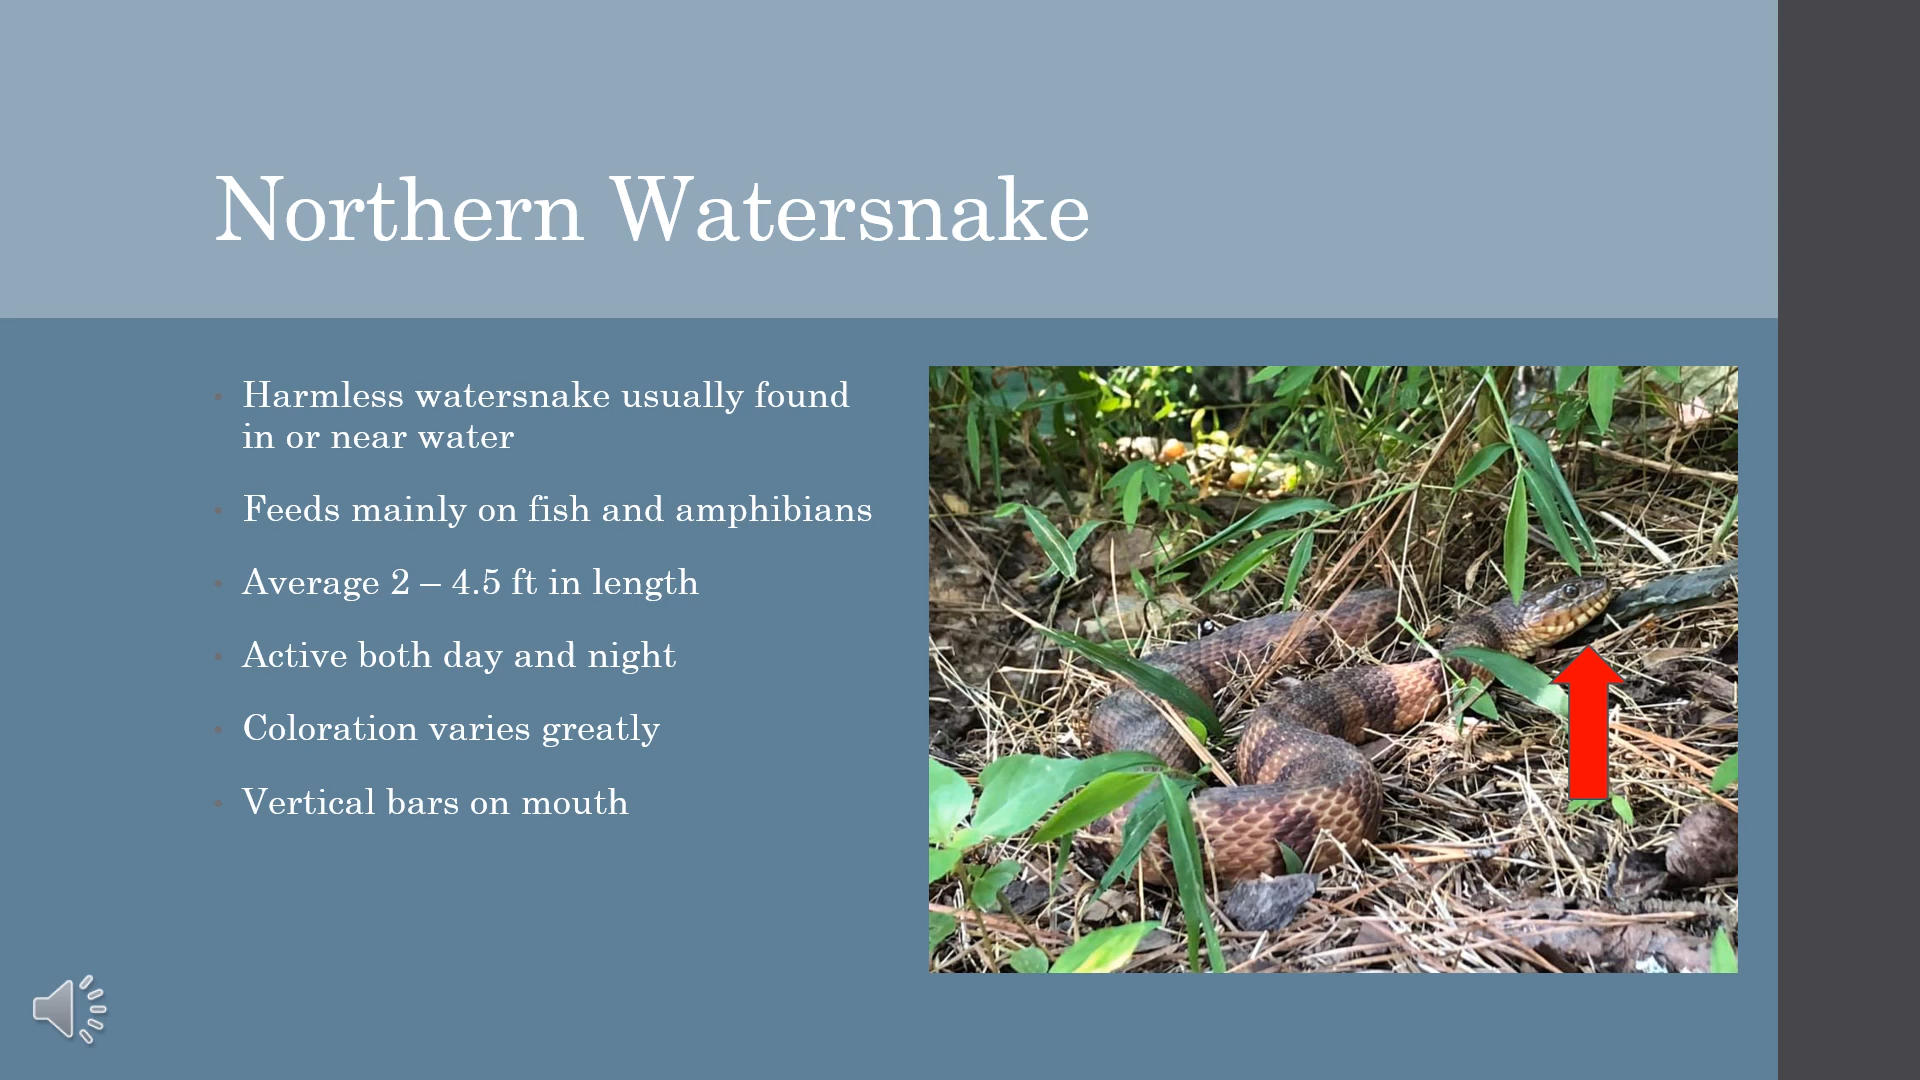 Northern Watersnake
Harmless watersnake usually found
in or near water
Feeds mainly on fish and amphibians
Average 2 – 4.5 ft in length
Active both day and night
Coloration varies greatly
Vertical bars on mouth